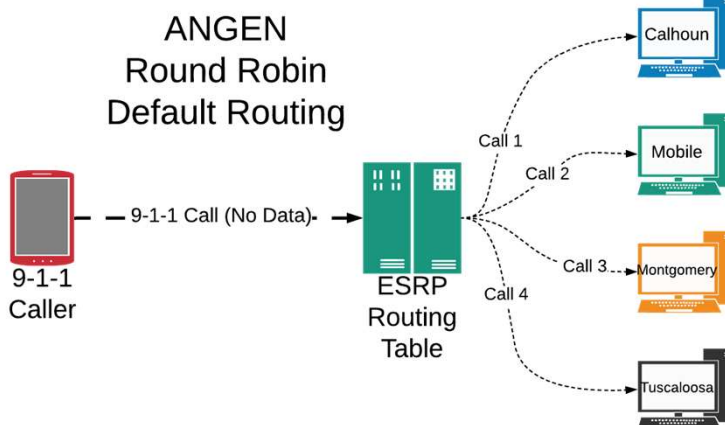 ANGEN
Round Robin
Default Routing
9-1-1 Call (No Data)
9-1-1
Caller
ESRP
Routing
Table
Call 1
Call 2
Call 3
Call 4
Calhoun
Mobile
Montgomery
Tuscaloosa